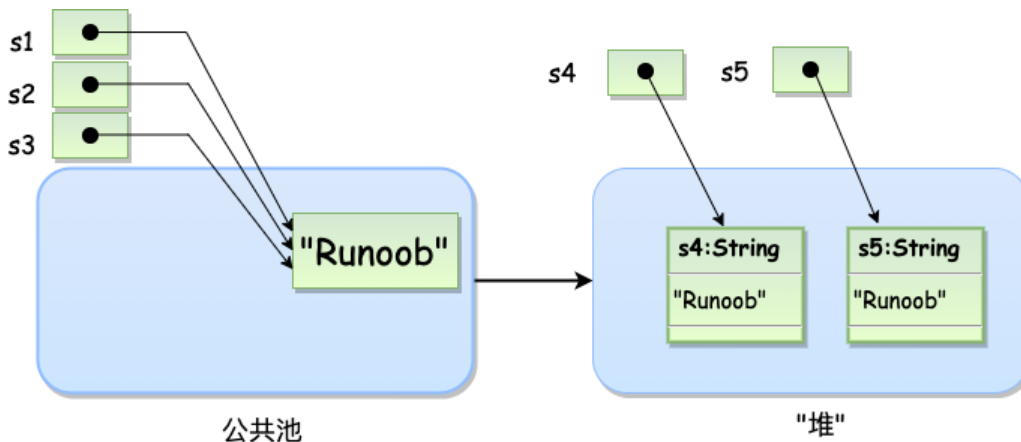 s1
s2
s3
"Runoob"
公共池
s4
s5
s4:String
"Runoob"
s5:String
"Runoob"
"堆"